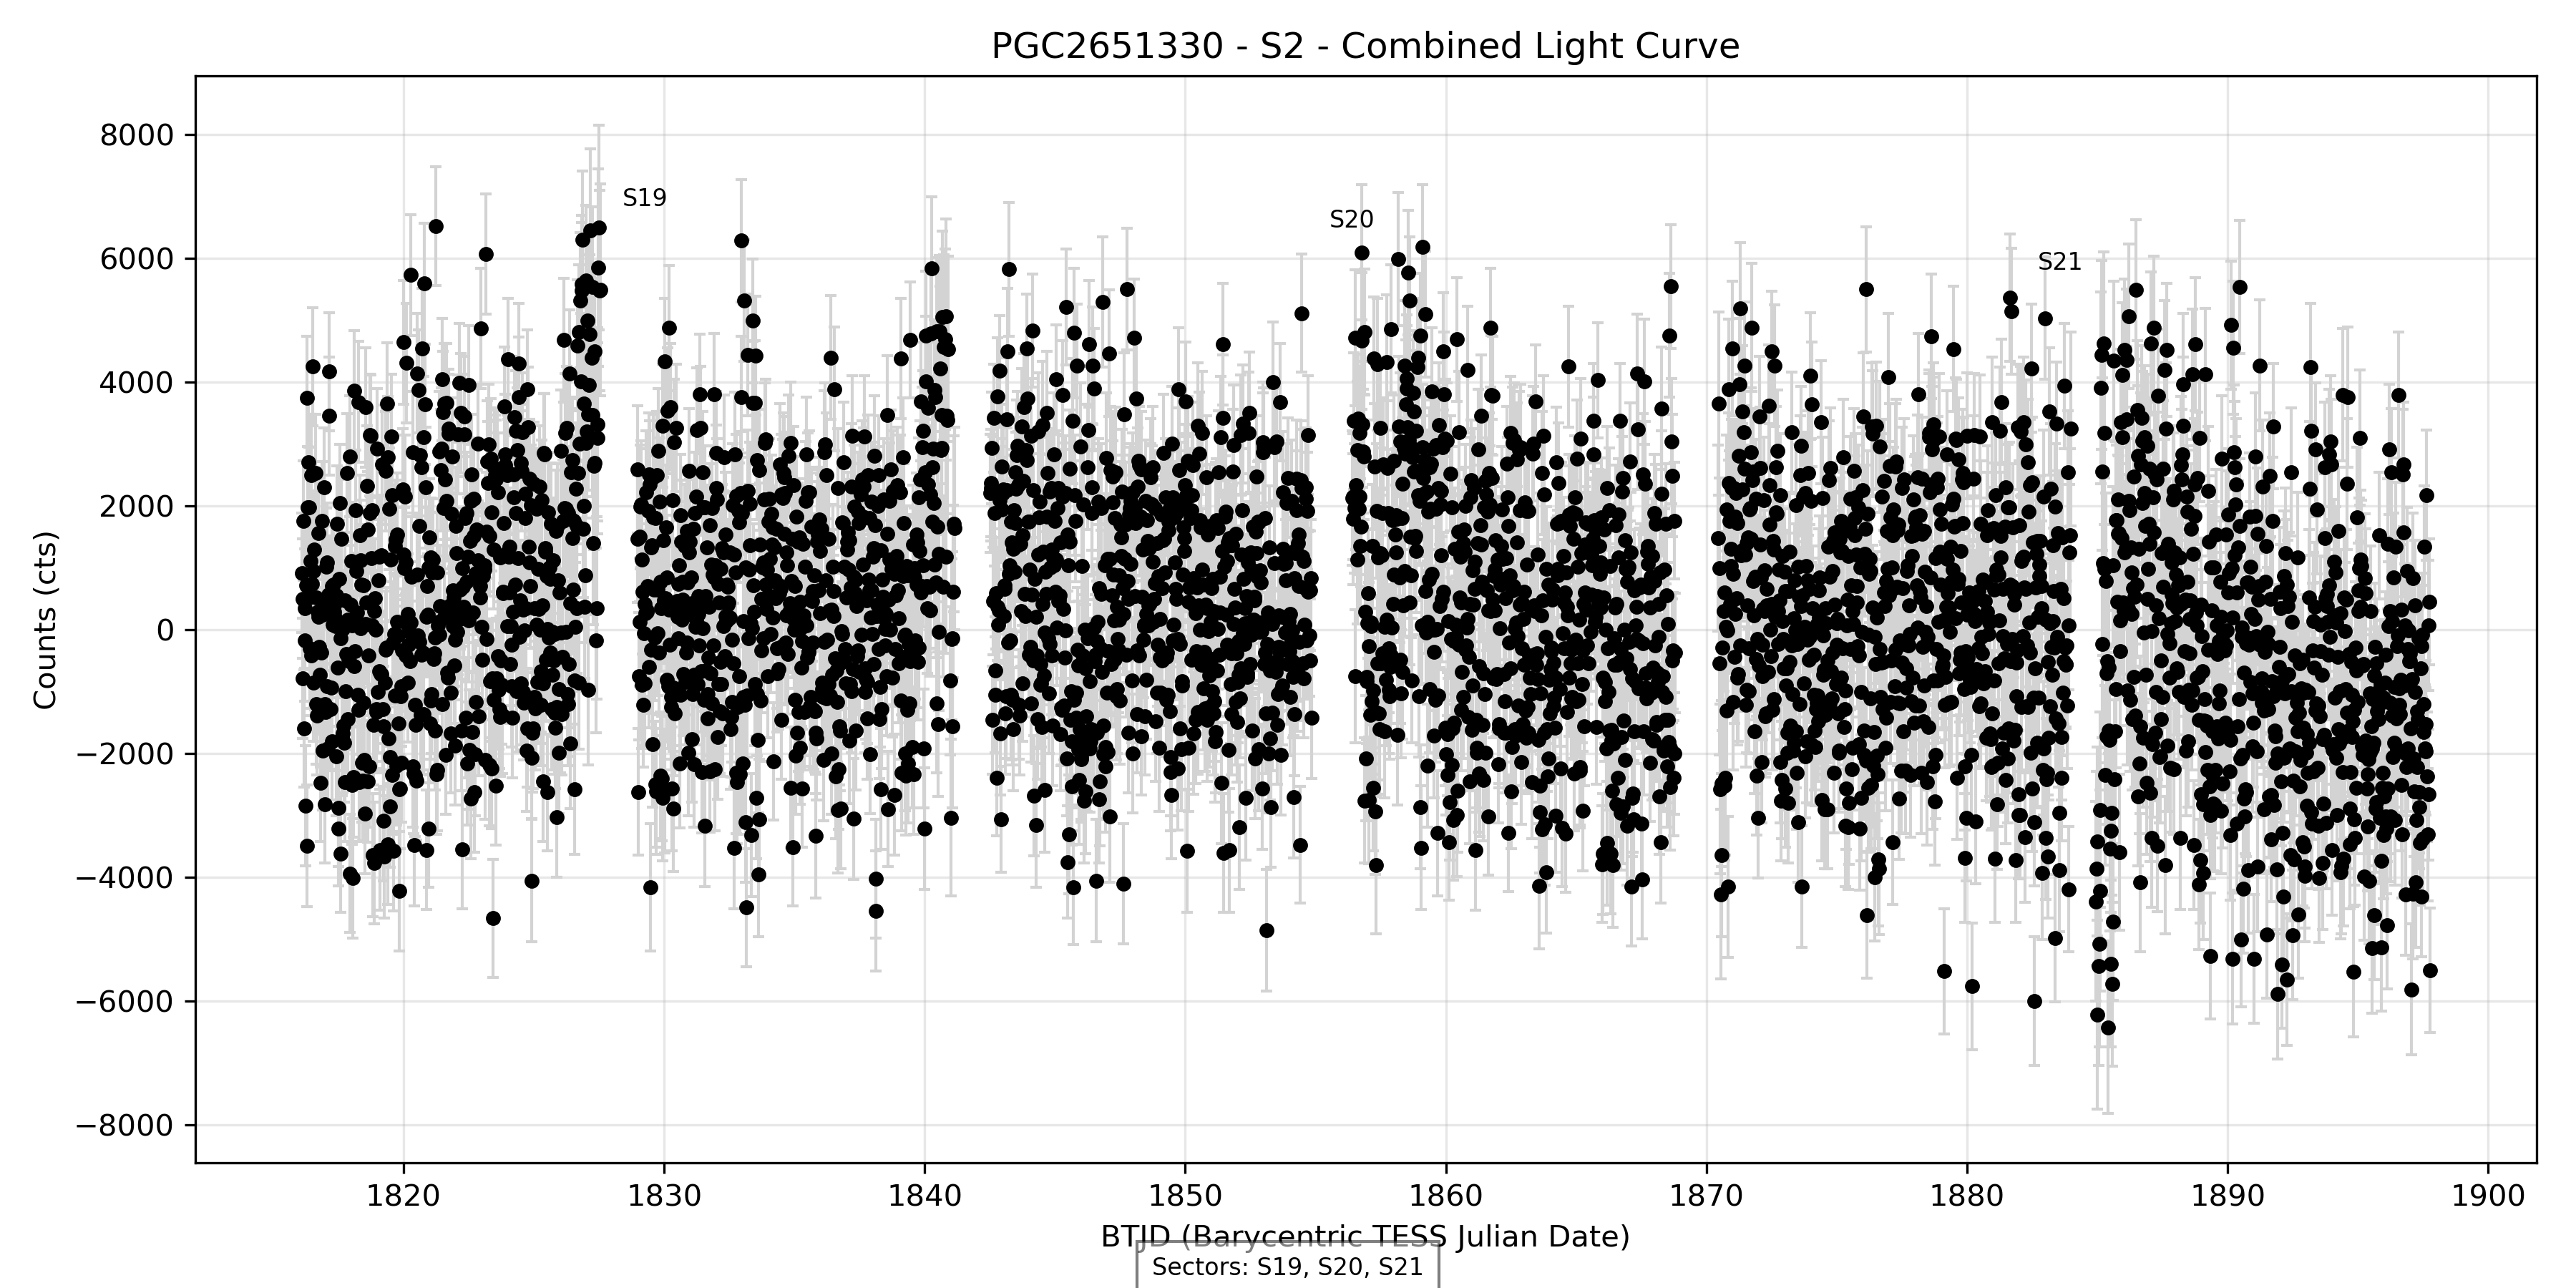 PGC2651330 - S2 - Combined Light Curve
8000
6000
4000
2000
0
−2000
−4000
−6000
−8000
Counts (cts)
S19
S20
S21
1820
1830
1840
1850
1860
1870
1880
1890
1900
BTJD (Barycentric TESS Julian Date)
Sectors: S19, S20, S21